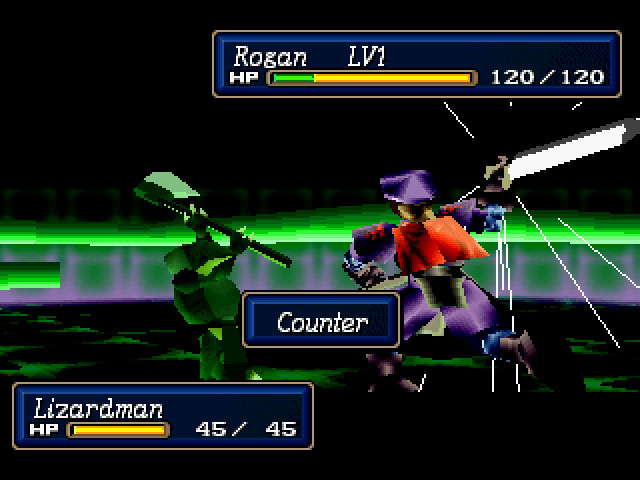 Rogan LV1
HP 120/120
Counter
Lizardman
HP 45/ 45